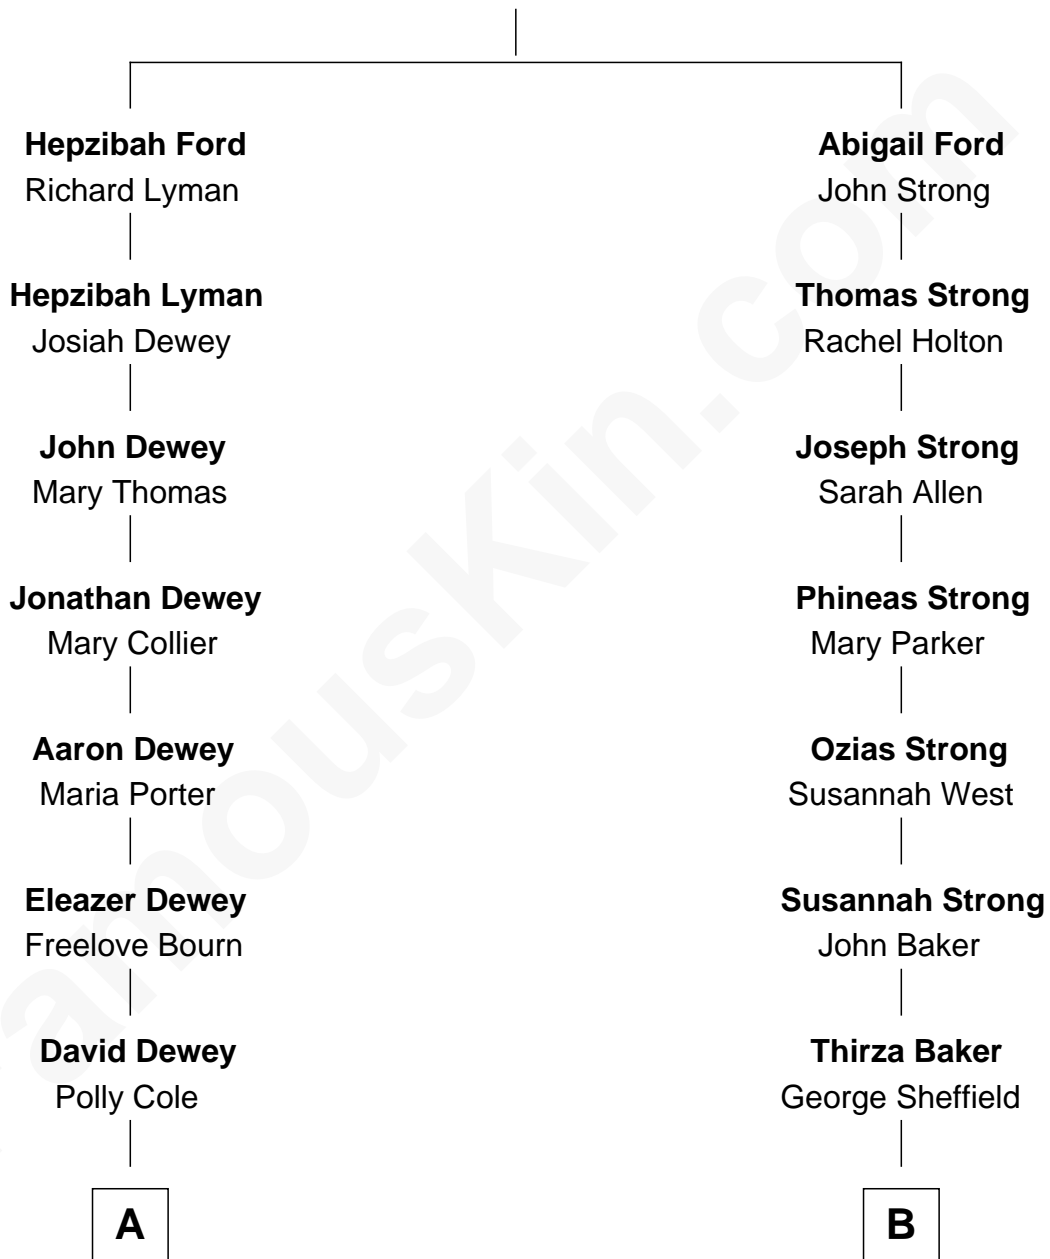 Hepzibah Ford
Richard Lyman
Abigail Ford
John Strong
Hepzibah Lyman
Josiah Dewey
Thomas Strong
Rachel Holton
John Dewey
Mary Thomas
Joseph Strong
Sarah Allen
Jonathan Dewey
Mary Collier
Phineas Strong
Mary Parker
Aaron Dewey
Maria Porter
Ozias Strong
Susannah West
Eleazer Dewey
Freelove Bourn
Susannah Strong
John Baker
David Dewey
Polly Cole
Thirza Baker
George Sheffield
A
B
amousKin.com